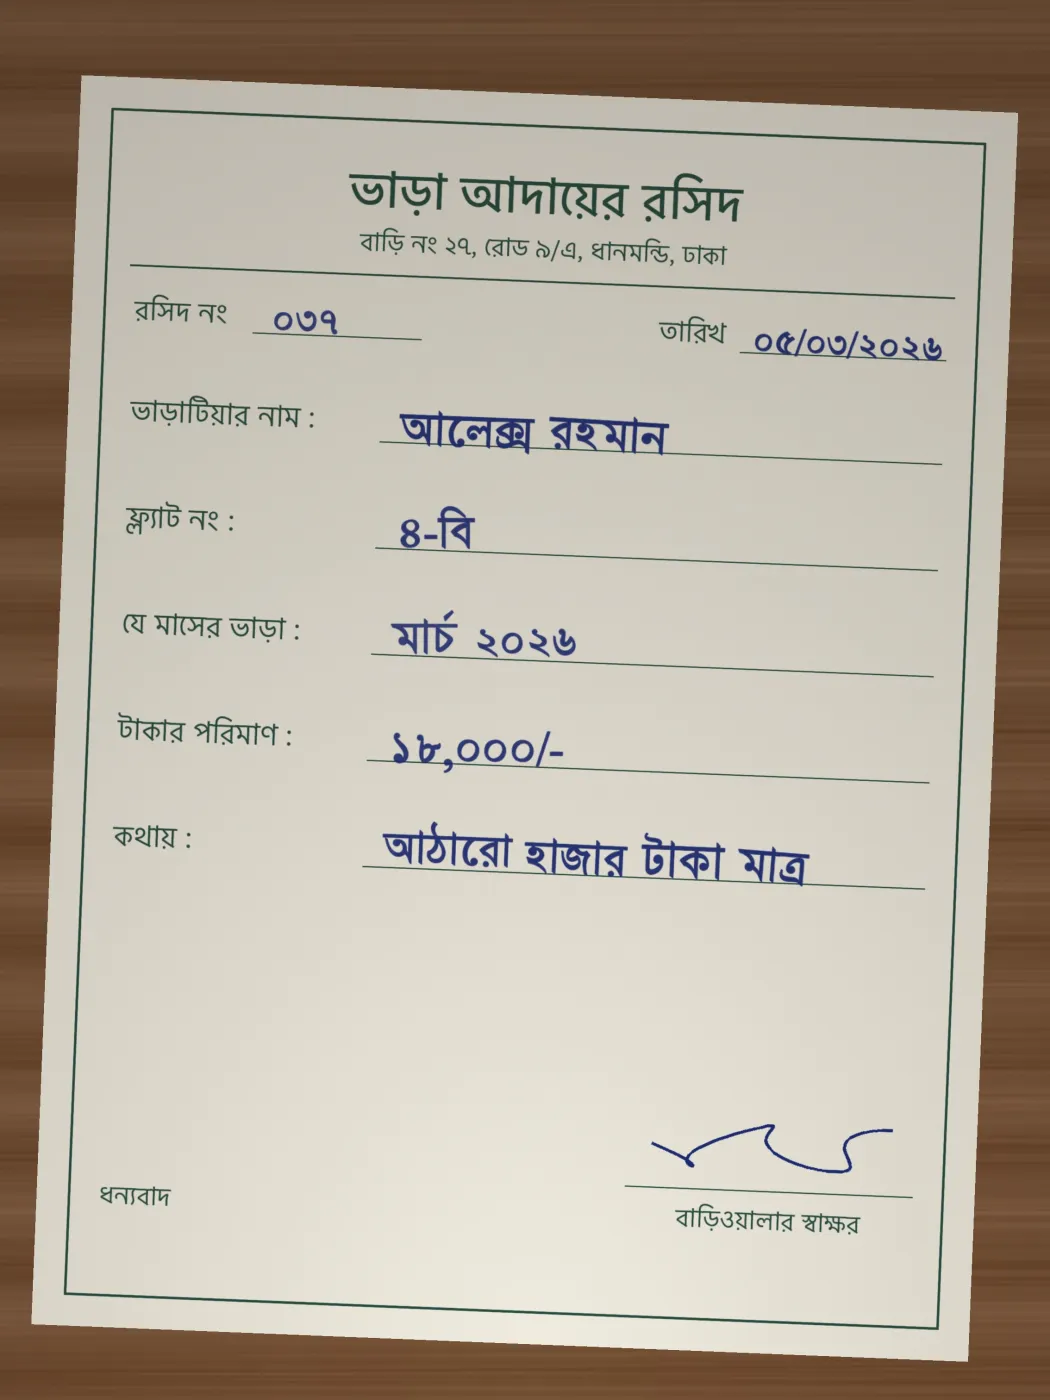 ভাড়া আদায়ের রসিদ
বাড়ি নং ২৭, রোড ৯/এ, ধানমন্ডি, ঢাকা
রসিদ নং ০৩৭ তারিখ ০৫/০৩/২০২৬
ভাড়াটিয়ার নাম : আলেক্স রহমান
ফ্ল্যাট নং : ৪-বি
যে মাসের ভাড়া : মার্চ ২০২৬
টাকার পরিমাণ : ১৮,০০০/-
কথায় : আঠারো হাজার টাকা মাত্র
ধন্যবাদ
বাড়িওয়ালার স্বাক্ষর